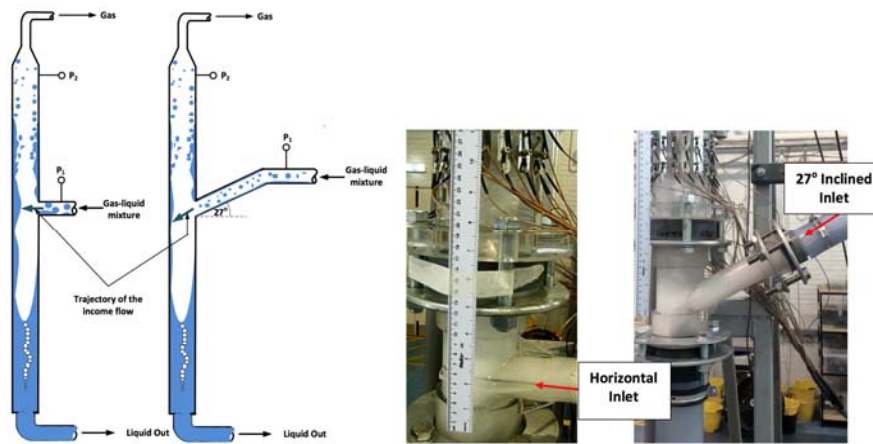 Gas
Gas
P2
P2
P1
P1
Gas-liquid
mixture
Gas-liquid
mixture
27°
Trajectory of the
income flow
Liquid Out
Liquid Out
27° Inclined
Inlet
Horizontal
Inlet